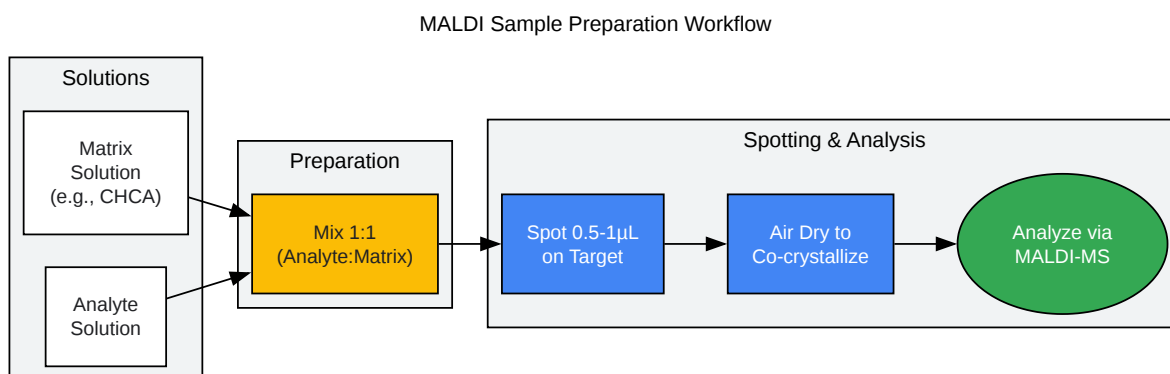 MALDI Sample Preparation Workflow
Solutions
Matrix
Solution
(e.g., CHCA)
Analyte
Solution
Preparation
Mix 1:1
(Analyte:Matrix)
Spotting & Analysis
Spot 0.5-1µL
on Target
Air Dry to
Co-crystallize
Analyze via
MALDI-MS